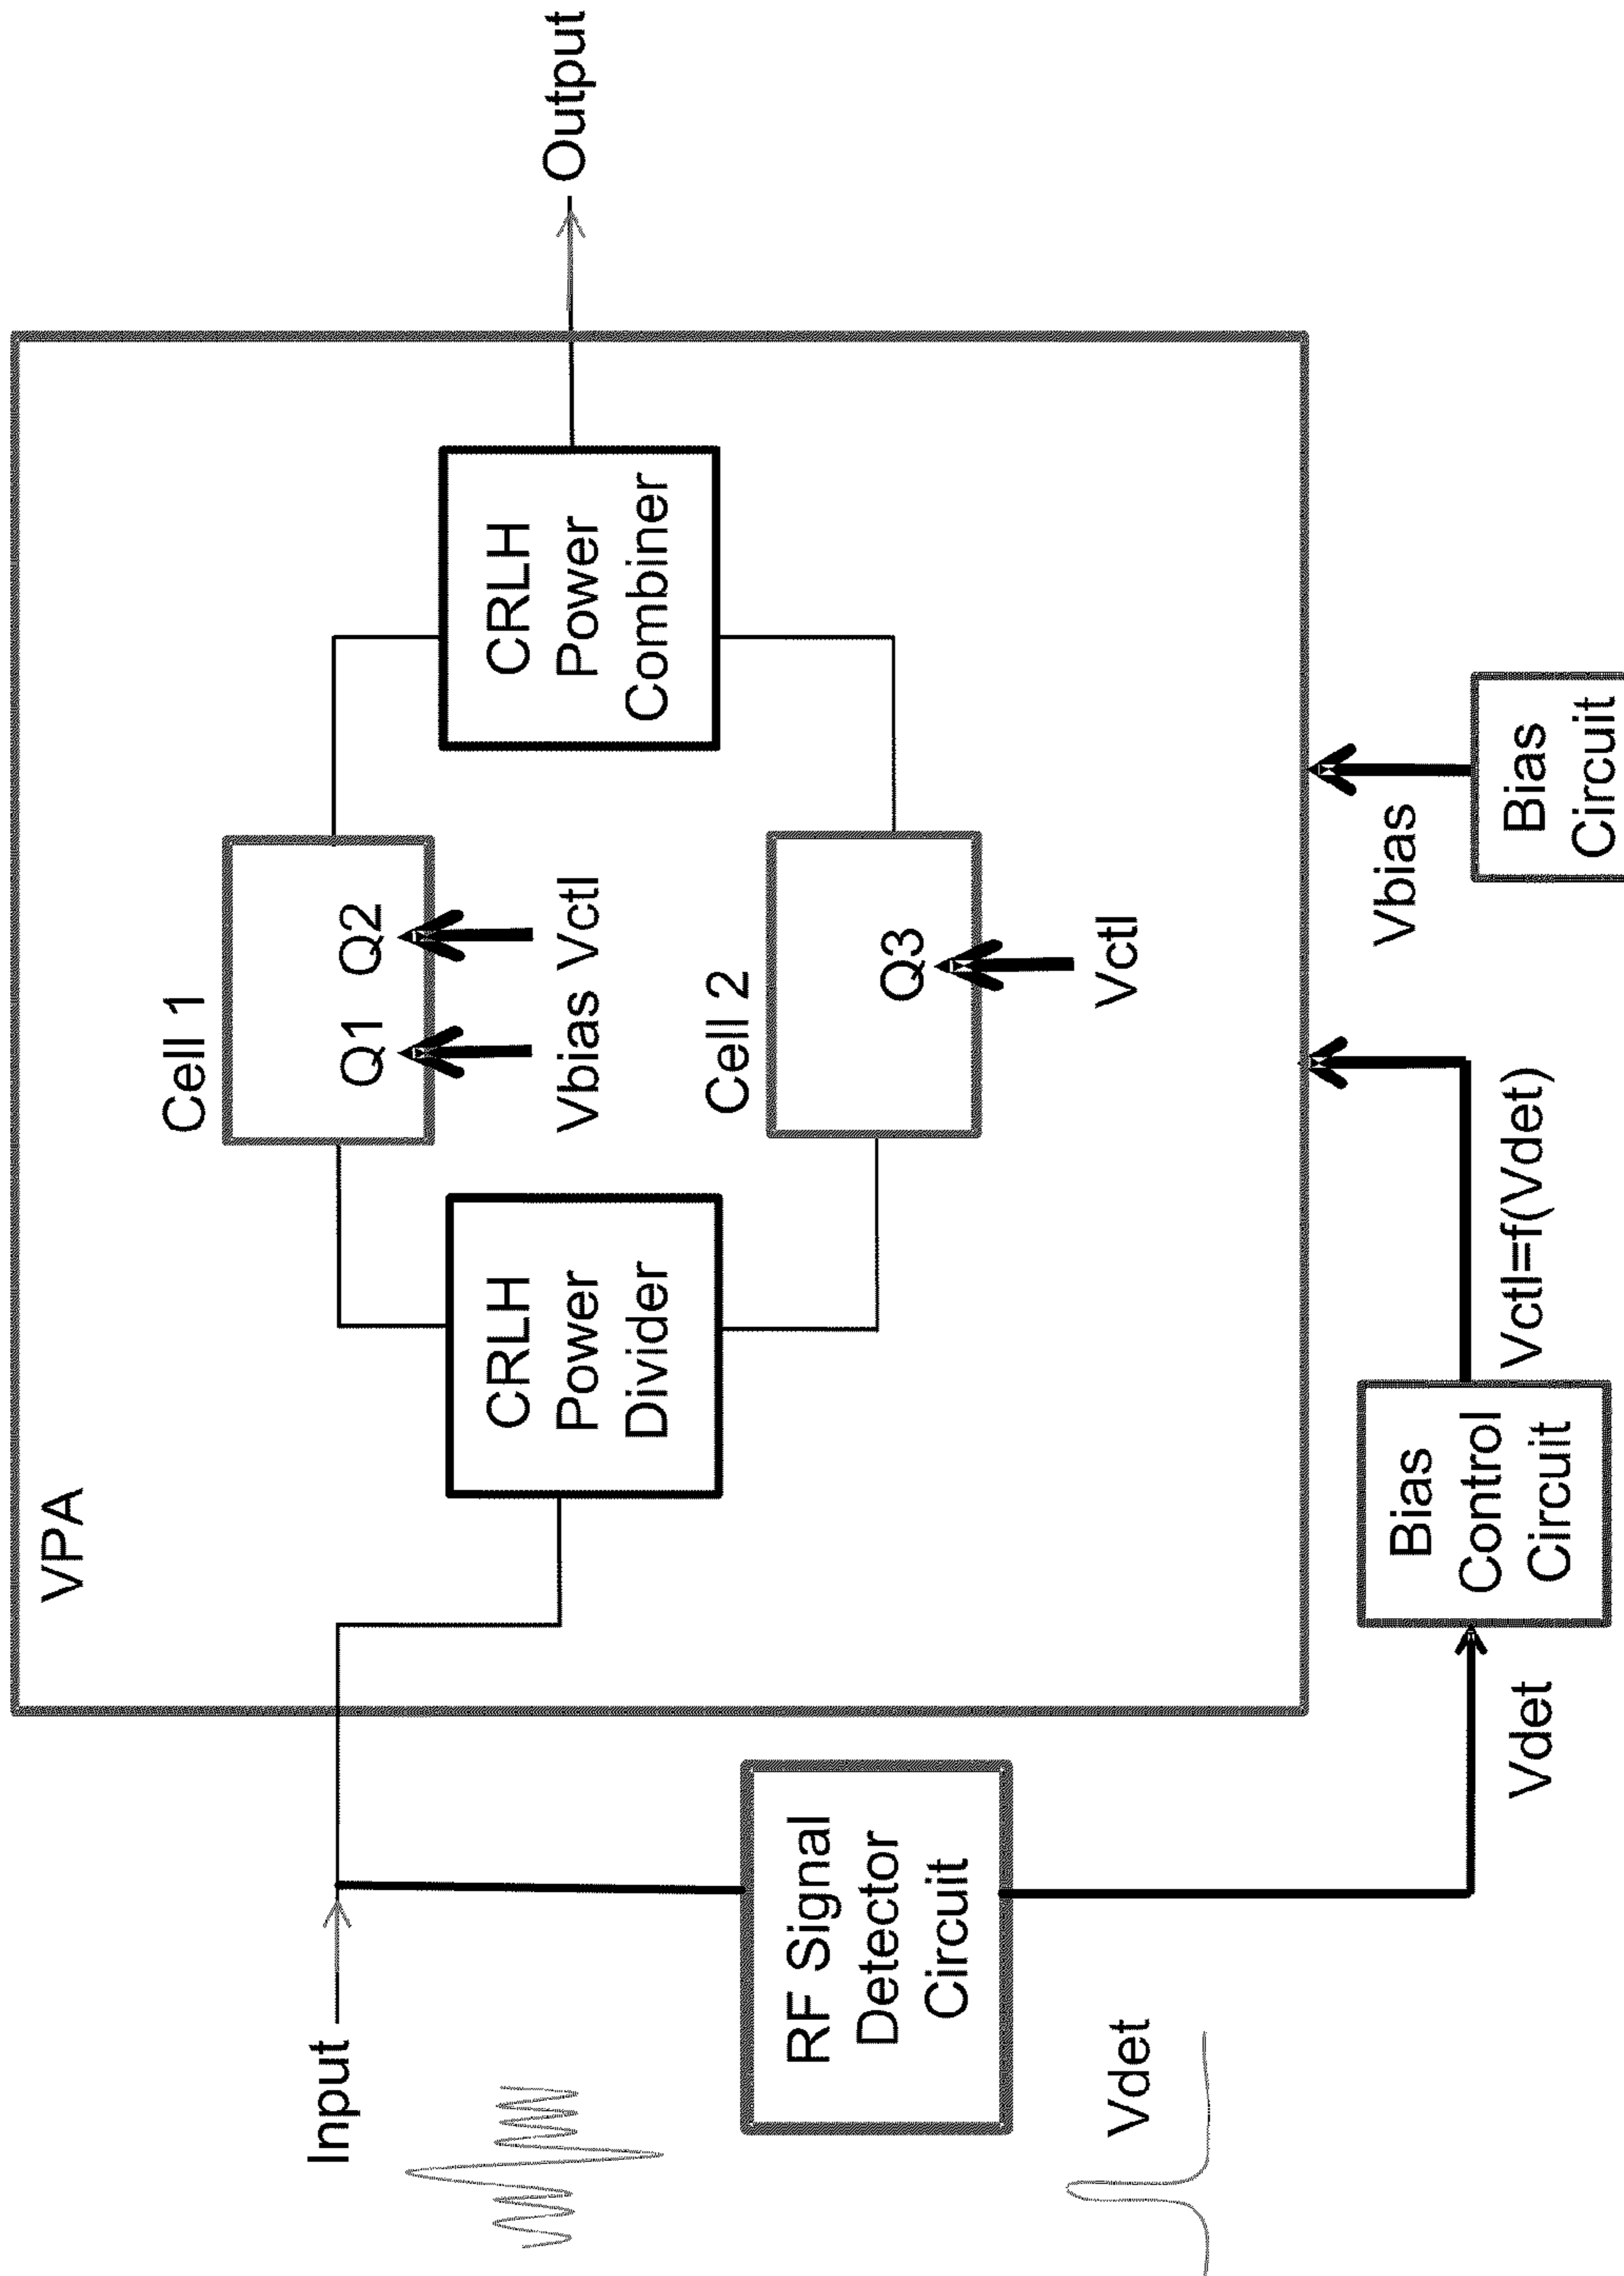 VPA
Input
Cell 1
Q1 Q2
Vbias Vctl
CRLH
Power
Divider
CRLH
Power
Combiner
Output
Cell 2
Q3
Vctl
RF Signal
Detector
Circuit
Vdet
Vdet
Bias
Control
Circuit
Vctl=f(Vdet)
Vbias
Bias
Circuit